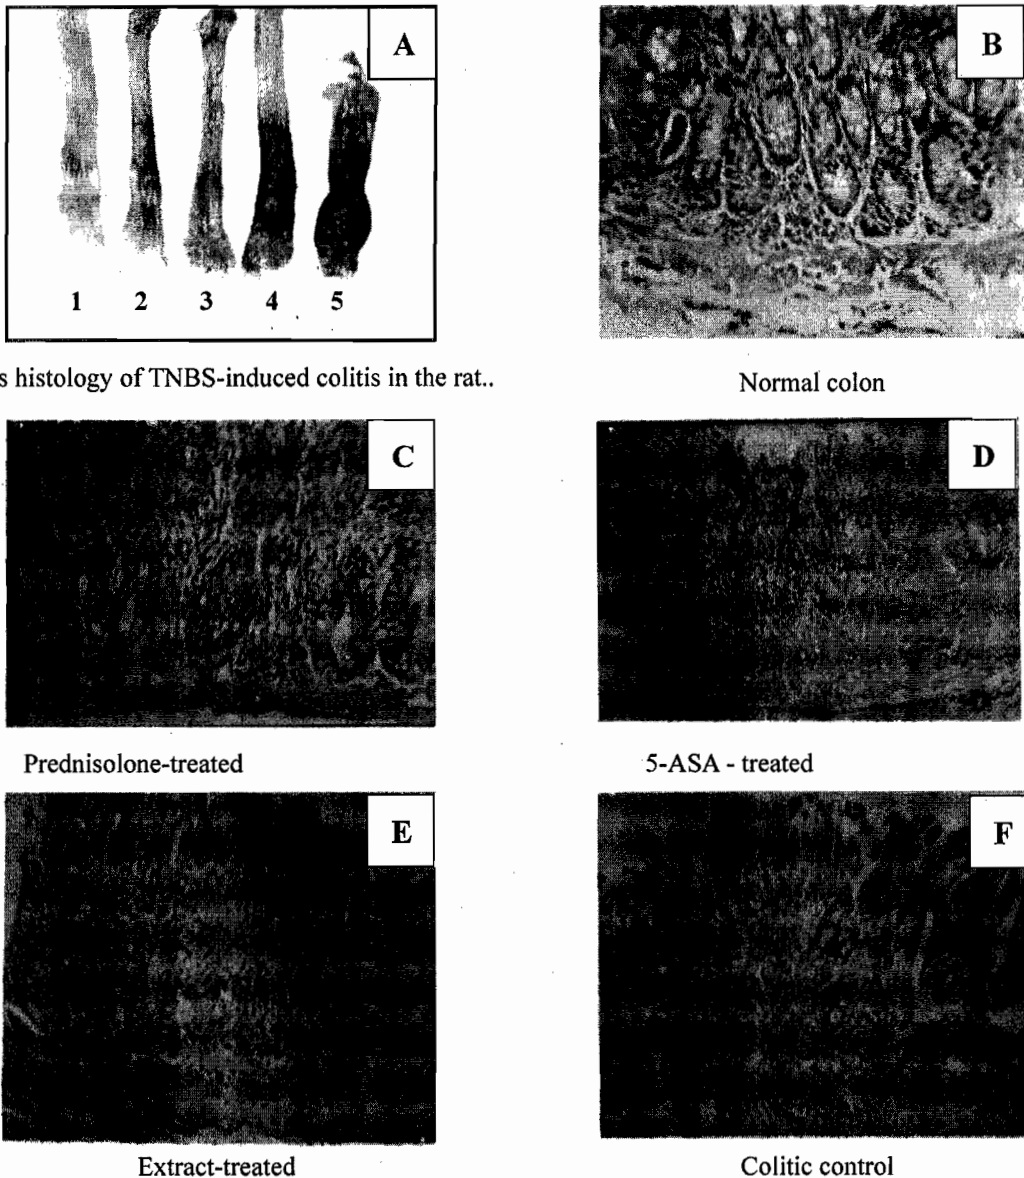 A
B
1 2 3 4 5
s histology of TNBS-induced colitis in the rat..
Normal colon
C
D
Prednisolone-treated
5-ASA - treated
E
F
Extract-treated
Colitic control